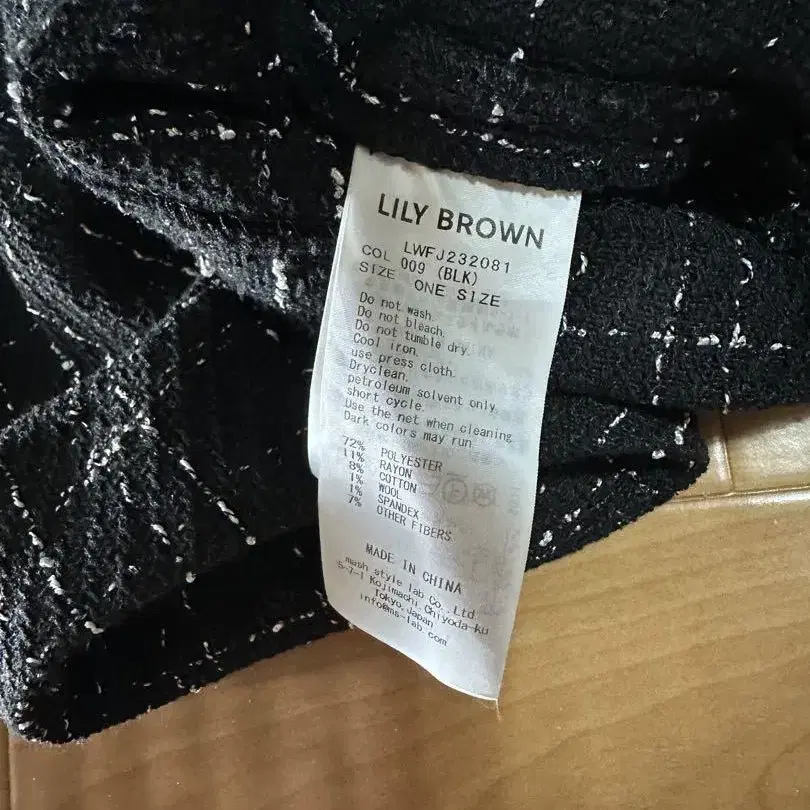 LILY BROWN
LWFJ232081
COL 009 (BLK)
SIZE ONE SIZE
Do not wash.
Do not bleach.
Do not tumble dry.
Cool iron.
use press cloth.
Dryclean.
petroleum solvent only.
short cycle.
Use the net when cleaning.
Dark colors may run.
72% POLYESTER
11% RAYON
8% COTTON
1% WOOL
1% SPANDEX
7% OTHER FIBERS
MADE IN CHINA
mash style lab Co.,Ltd.
5-7-1 Kojimachi,Chiyoda-ku
Tokyo,Japan
info@ms-lab.com